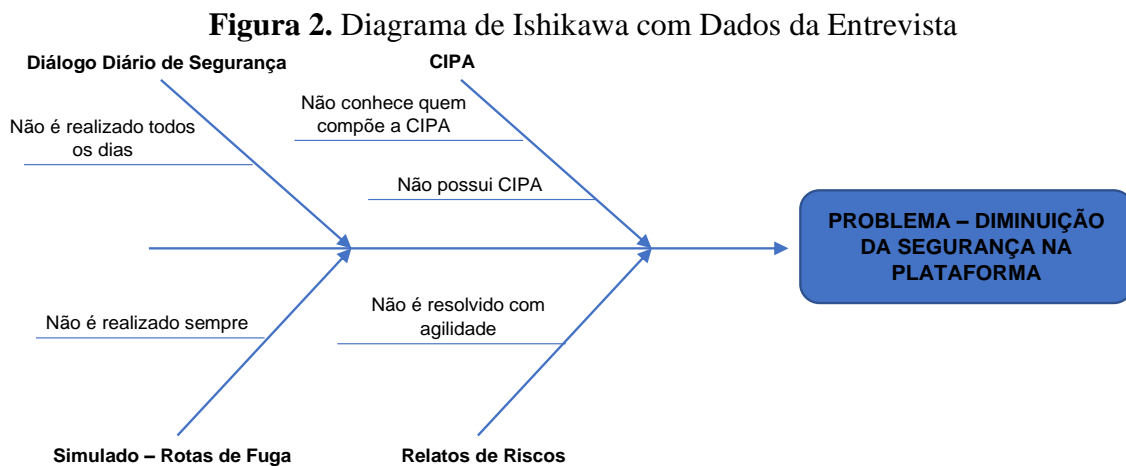 Figura 2. Diagrama de Ishikawa com Dados da Entrevista
Diálogo Diário de Segurança
CIPA
Não conhece quem
compõe a CIPA
Não é realizado todos
os dias
Não possui CIPA
PROBLEMA – DIMINUIÇÃO
DA SEGURANÇA NA
PLATAFORMA
Não é realizado sempre
Não é resolvido com
agilidade
Simulado – Rotas de Fuga
Relatos de Riscos